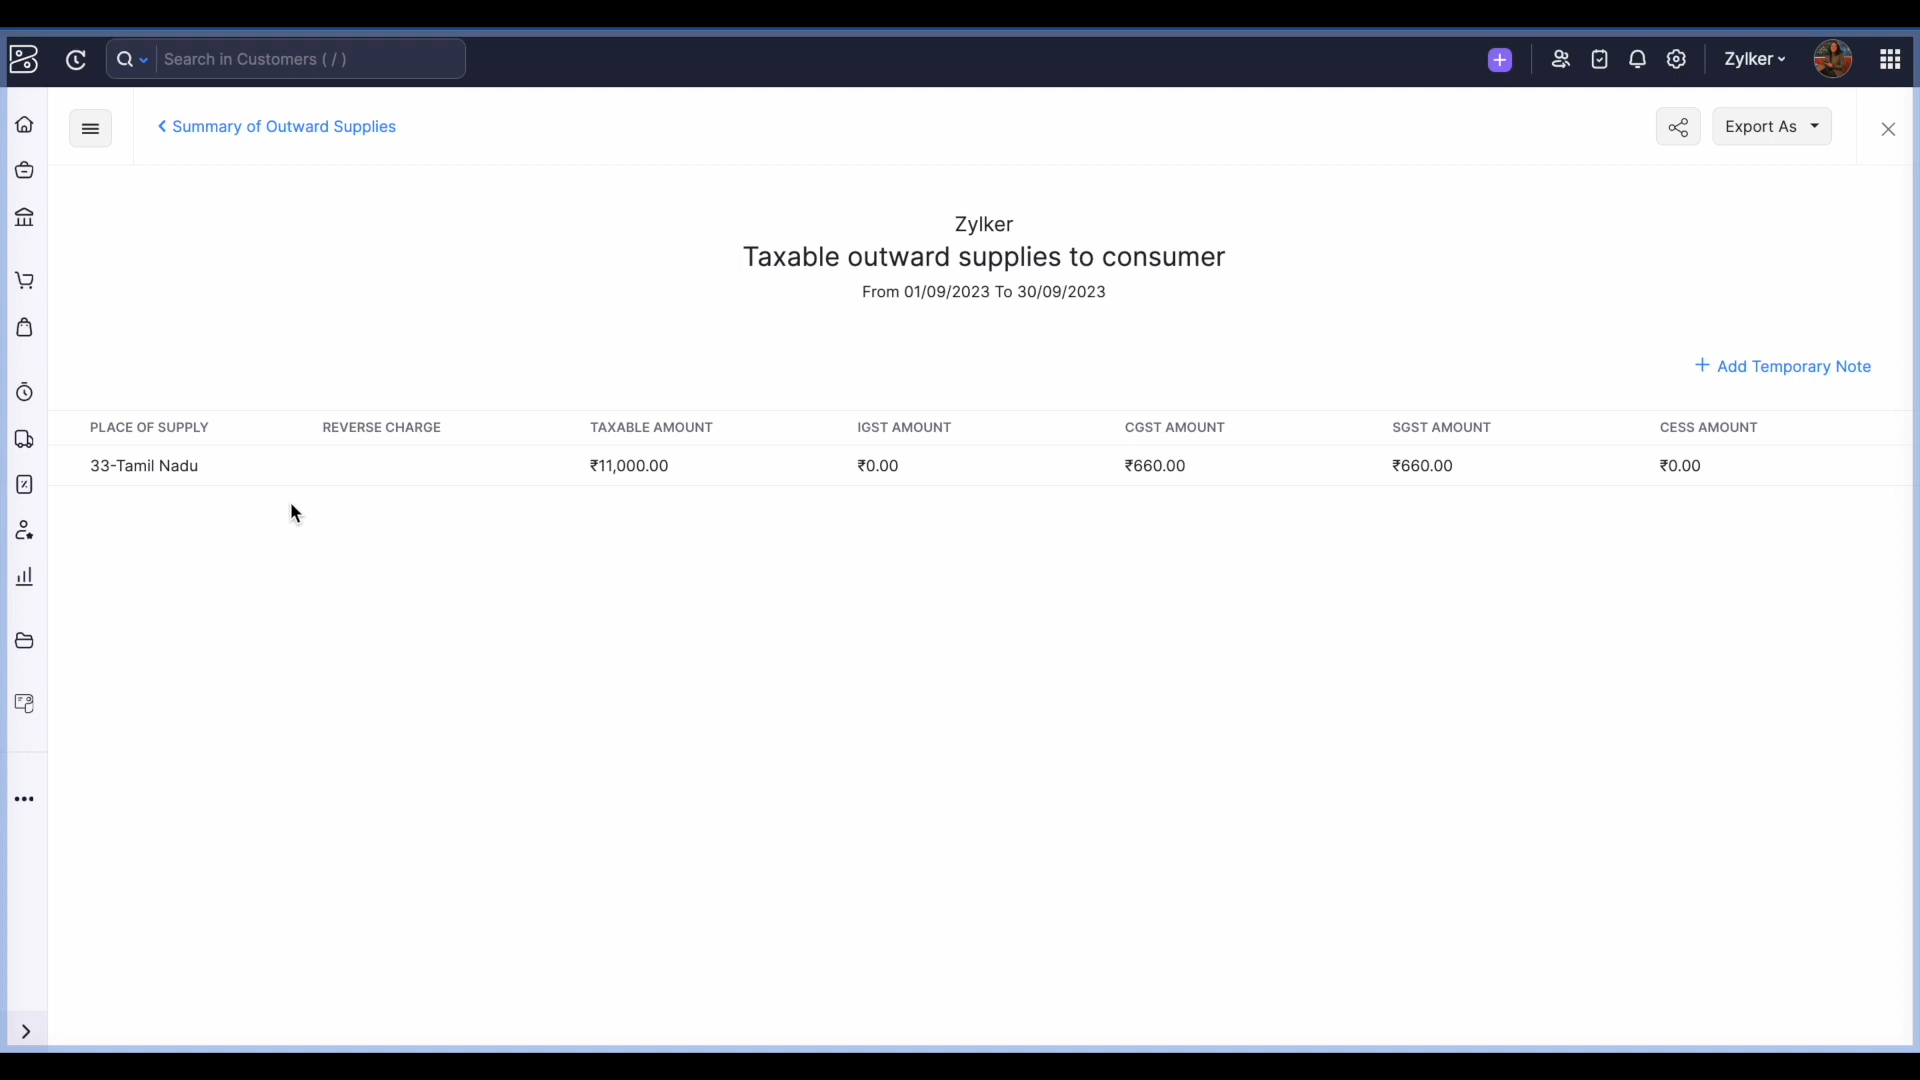 Search in Customers ( / )
Zylker
Summary of Outward Supplies
Export As
Zylker
Taxable outward supplies to consumer
From 01/09/2023 To 30/09/2023
+ Add Temporary Note
PLACE OF SUPPLY REVERSE CHARGE TAXABLE AMOUNT IGST AMOUNT CGST AMOUNT SGST AMOUNT CESS AMOUNT
33-Tamil Nadu ₹11,000.00 ₹0.00 ₹660.00 ₹660.00 ₹0.00